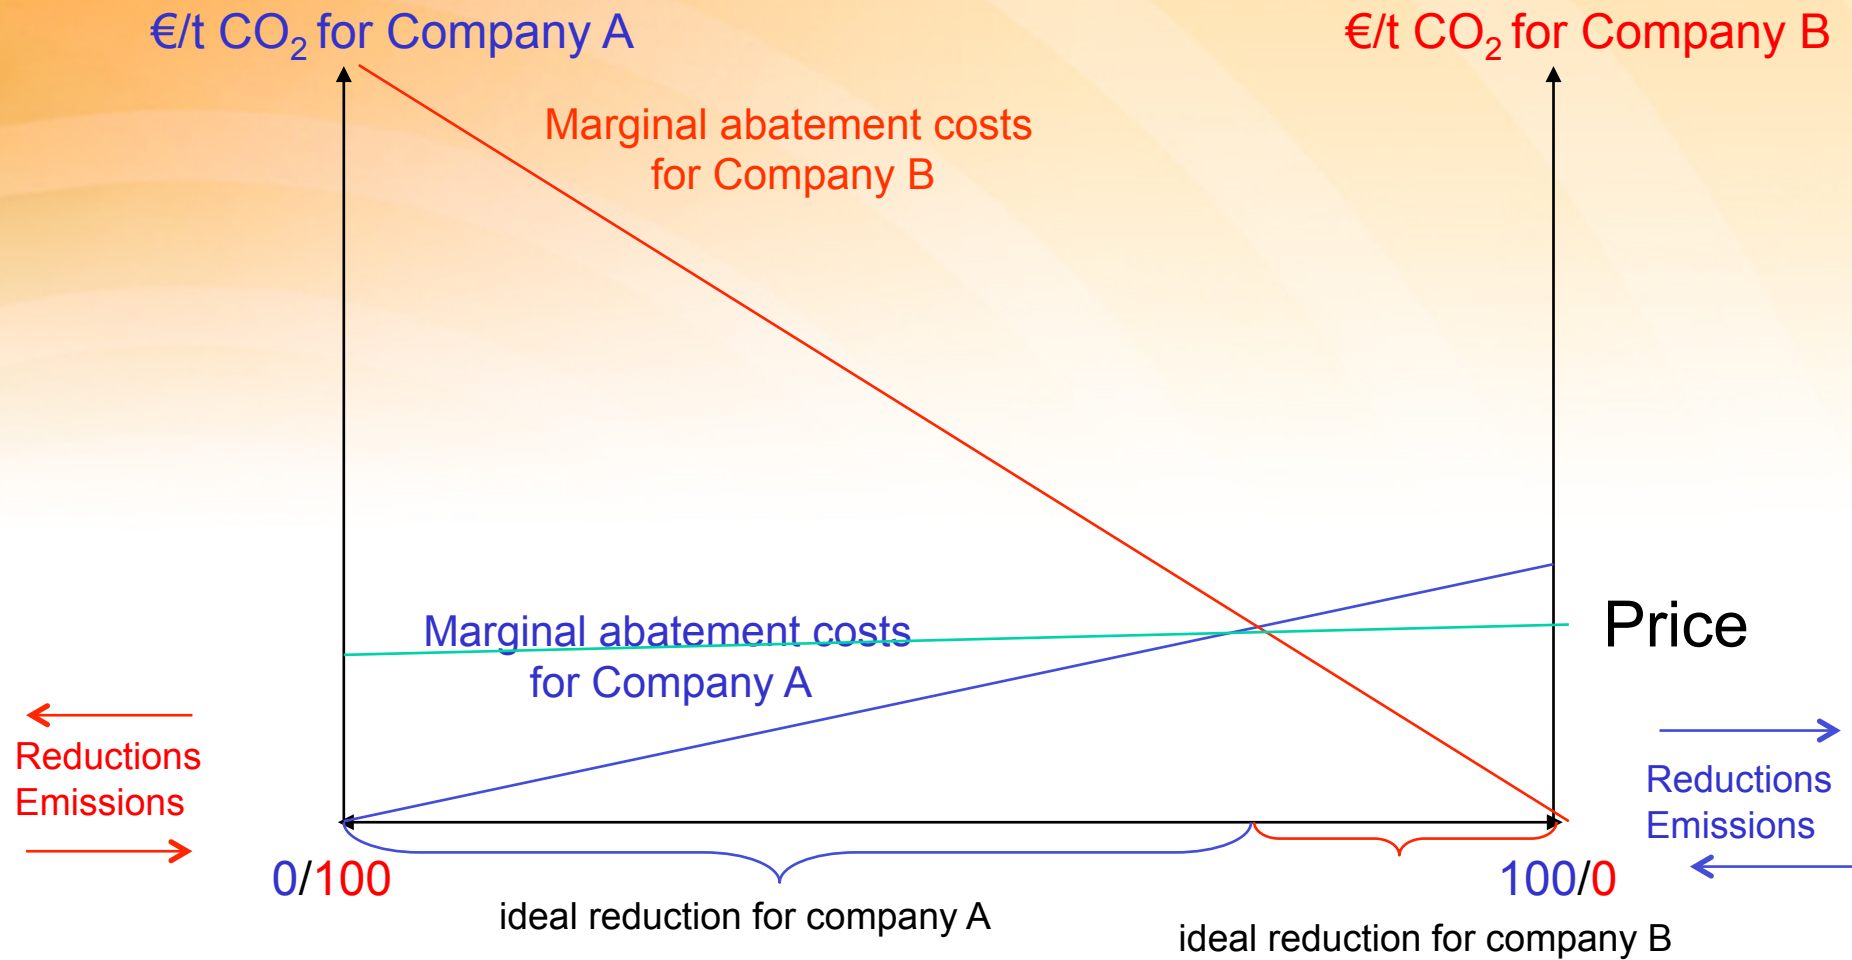 €/t CO₂ for Company A
€/t CO₂ for Company B
Marginal abatement costs
for Company B
Marginal abatement costs
for Company A
Price
Reductions
Emissions
Reductions
Emissions
0/100
100/0
ideal reduction for company A
ideal reduction for company B